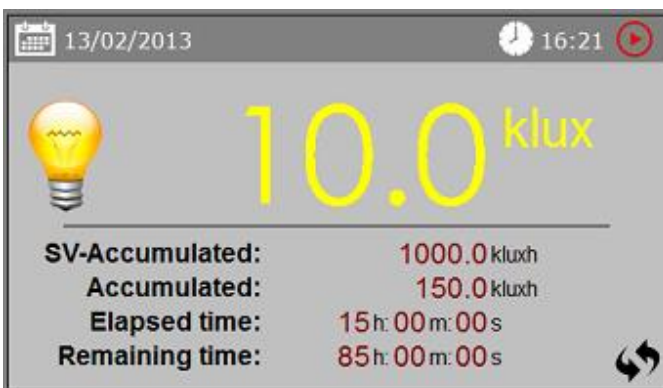 13/02/2013 16:21
10.0 klux
SV-Accumulated: 1000.0 kluxh
Accumulated: 150.0 kluxh
Elapsed time: 15h:00m:00s
Remaining time: 85h:00m:00s